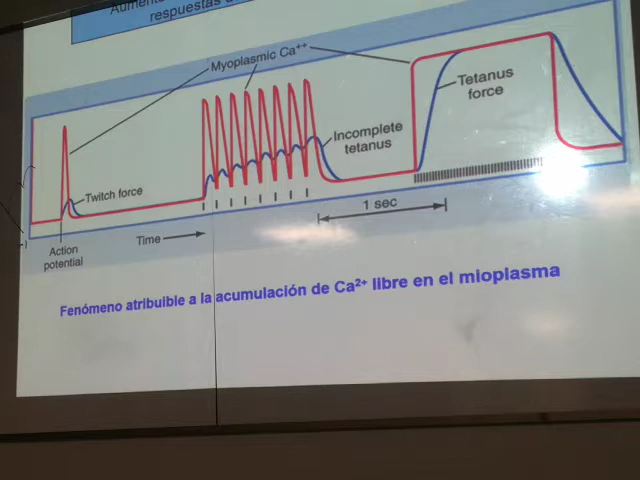 respuestas
Myoplasmic Ca++
Tetanus
force
Incomplete
tetanus
Twitch force
1 sec
Time
Action
potential
Fenómeno atribuible a la acumulación de Ca2+ libre en el mioplasma